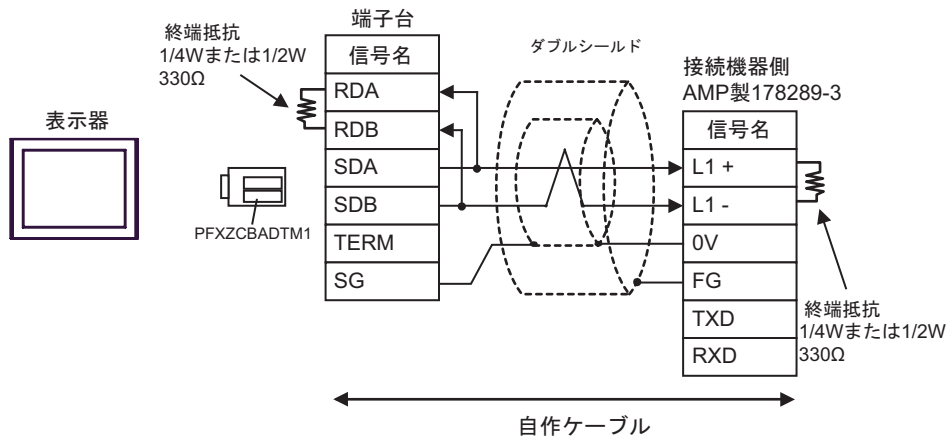 終端抵抗
1/4Wまたは1/2W
330Ω
端子台
信号名
RDA
RDB
SDA
SDB
TERM
SG
表示器
PFXZCBADTM1
ダブルシールド
接続機器側
AMP製178289-3
信号名
L1 +
L1 -
0V
FG
TXD
RXD
終端抵抗
1/4Wまたは1/2W
330Ω
自作ケーブル